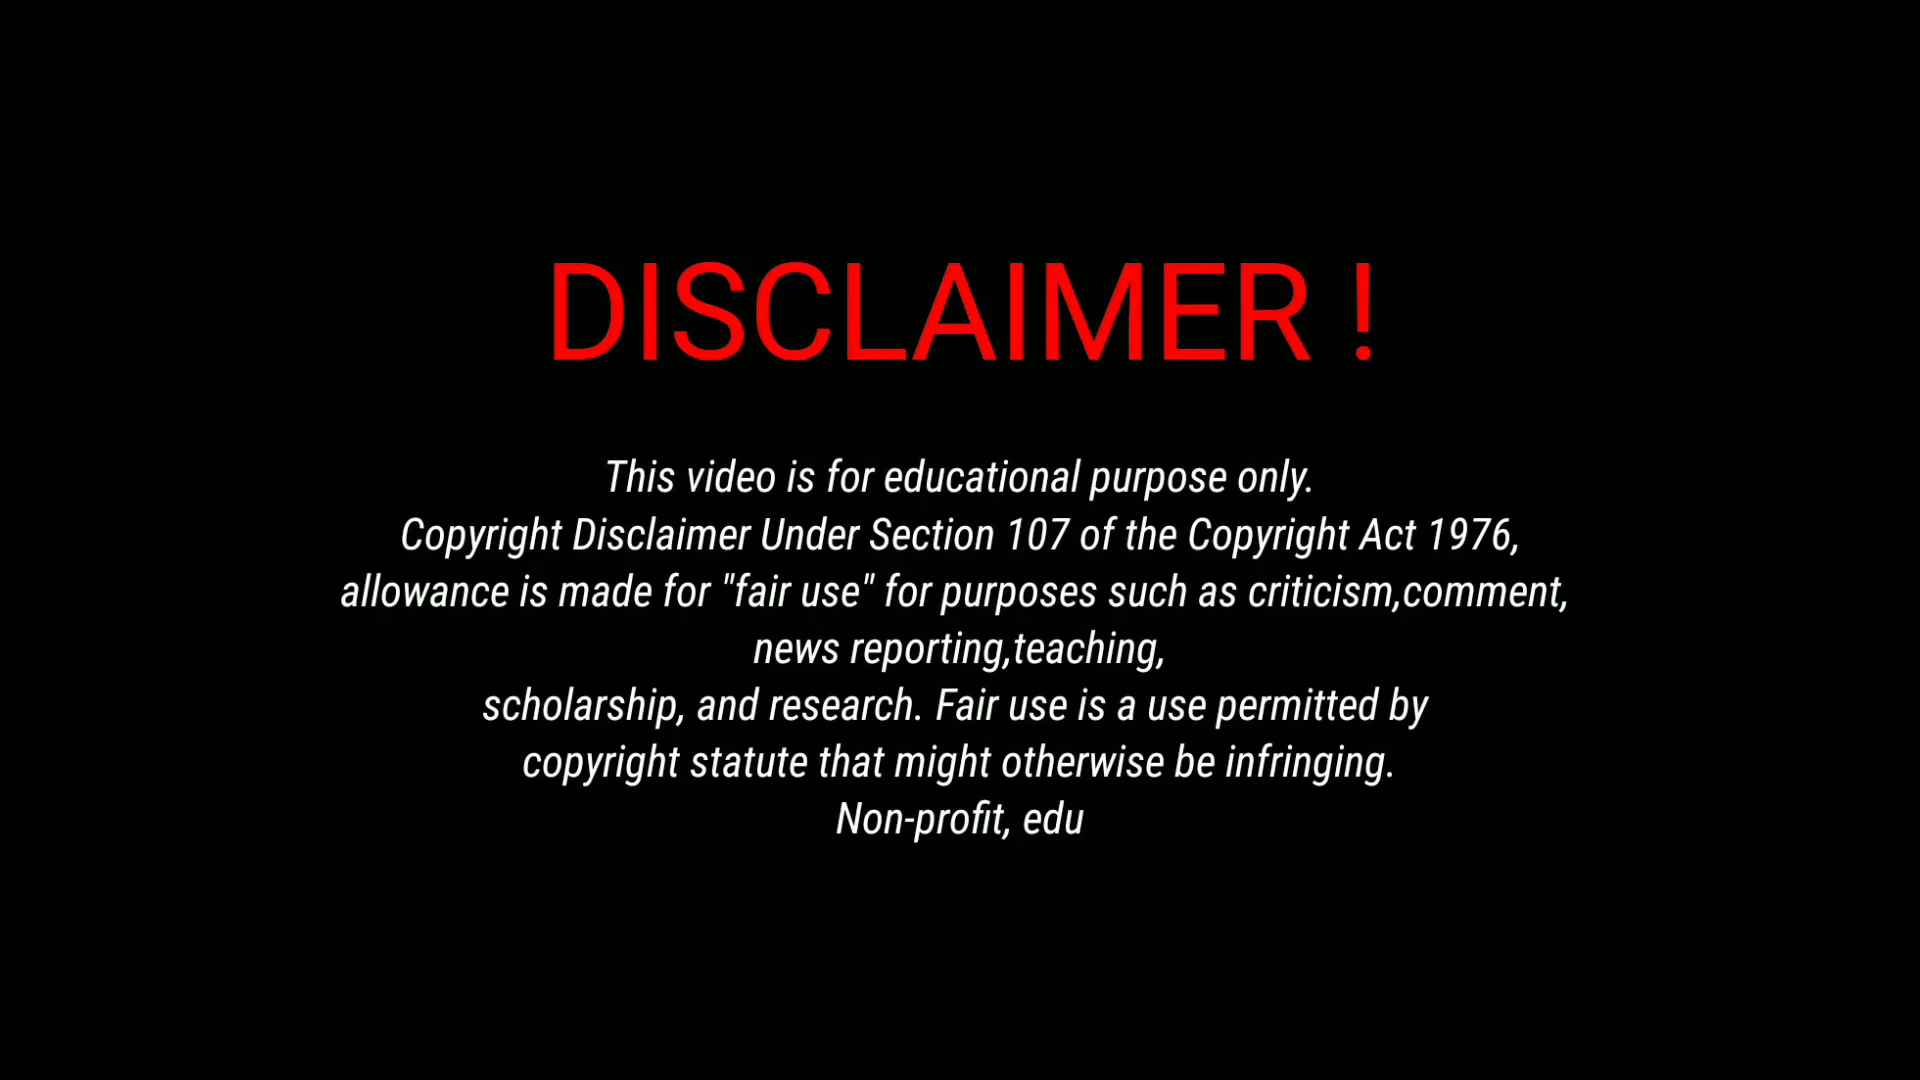 DISCLAIMER !
This video is for educational purpose only.
Copyright Disclaimer Under Section 107 of the Copyright Act 1976,
allowance is made for "fair use" for purposes such as criticism,comment,
news reporting,teaching,
scholarship, and research. Fair use is a use permitted by
copyright statute that might otherwise be infringing.
Non-profit, edu